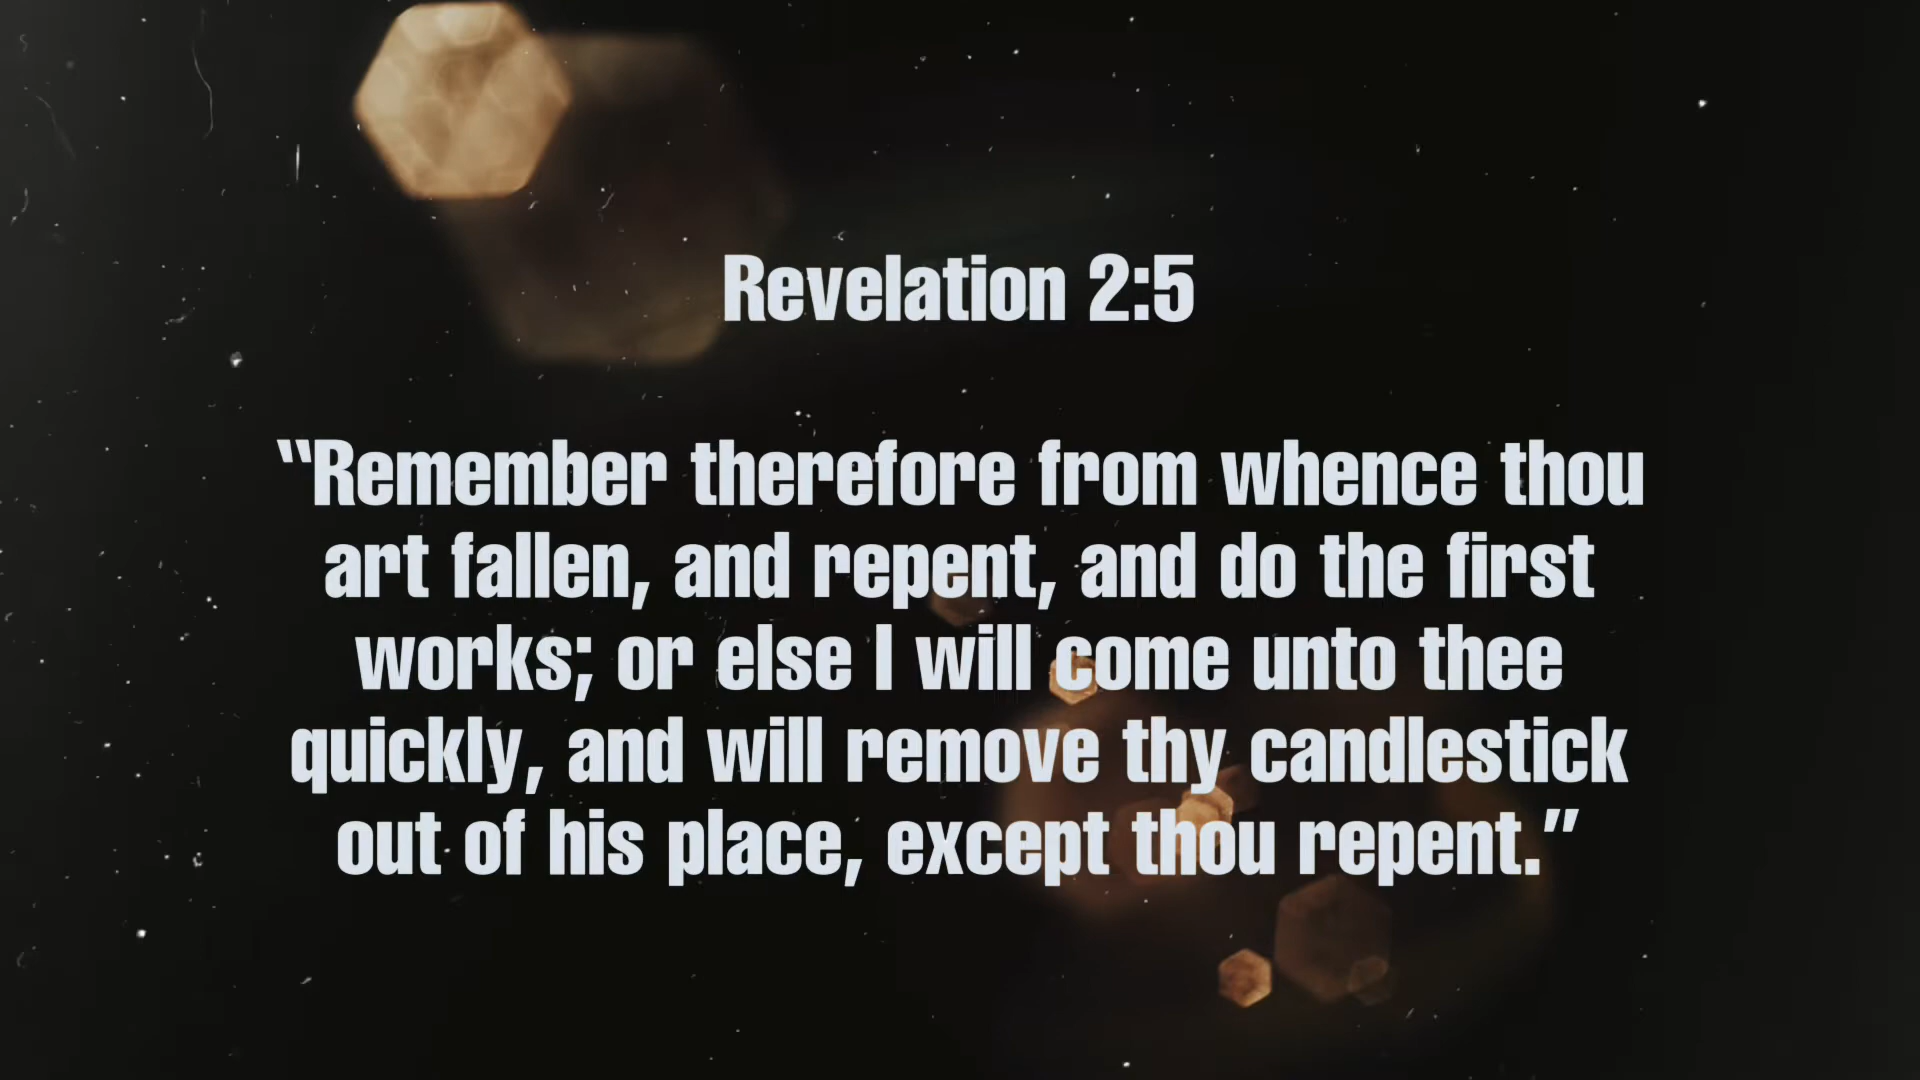 Revelation 2:5
“Remember therefore from whence thou
art fallen, and repent, and do the first
works; or else I will come unto thee
quickly, and will remove thy candlestick
out of his place, except thou repent.”